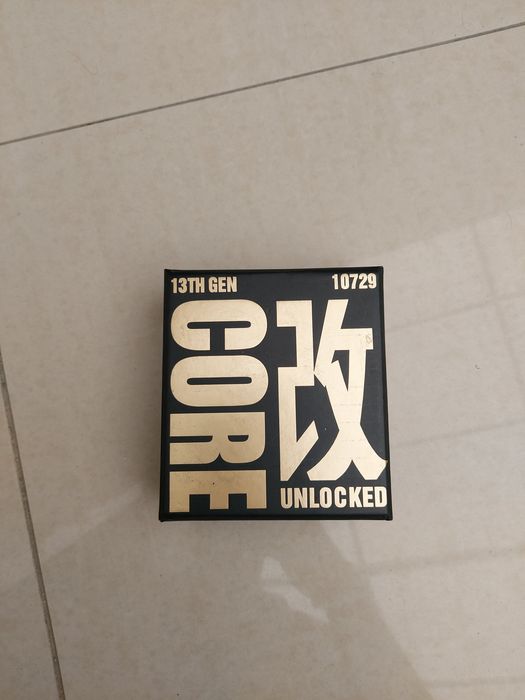 13TH GEN
10729
CORE
改
UNLOCKED